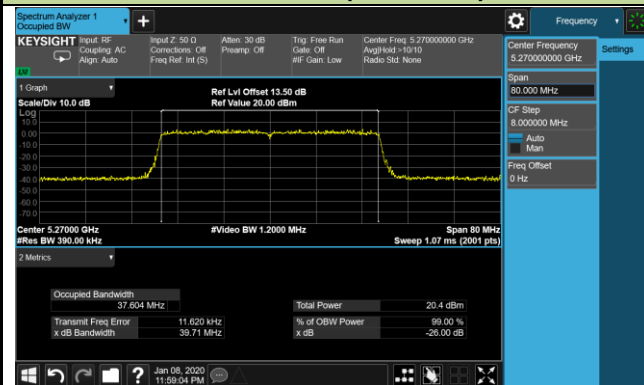 Spectrum Analyzer 1
Occupied BW
Frequency
KEYSIGHT
Input: RF
Coupling: AC
Align: Auto
Input Z: 50 Ω
Corrections: Off
Freq Ref: Int (S)
Atten: 30 dB
Preamp: Off
Trig: Free Run
Gate: Off
#IF Gain: Low
Center Freq: 5.270000000 GHz
Avg|Hold:>10/10
Radio Std: None
LW
1 Graph
Scale/Div 10.0 dB
Ref Lvl Offset 13.50 dB
Ref Value 20.00 dBm
Log
10.0
0.00
-10.0
-20.0
-30.0
-40.0
-50.0
-60.0
-70.0
Center 5.27000 GHz
#Res BW 390.00 kHz
#Video BW 1.2000 MHz
Span 80 MHz
Sweep 1.07 ms (2001 pts)
2 Metrics
Occupied Bandwidth
37.604 MHz
Total Power
20.4 dBm
Transmit Freq Error
11.620 kHz
% of OBW Power
99.00 %
x dB Bandwidth
39.71 MHz
x dB
-26.00 dB
Jan 08, 2020
11:59:04 PM
Center Frequency
5.270000000 GHz
Settings
Span
80.000 MHz
CF Step
8.000000 MHz
Auto
Man
Freq Offset
0 Hz